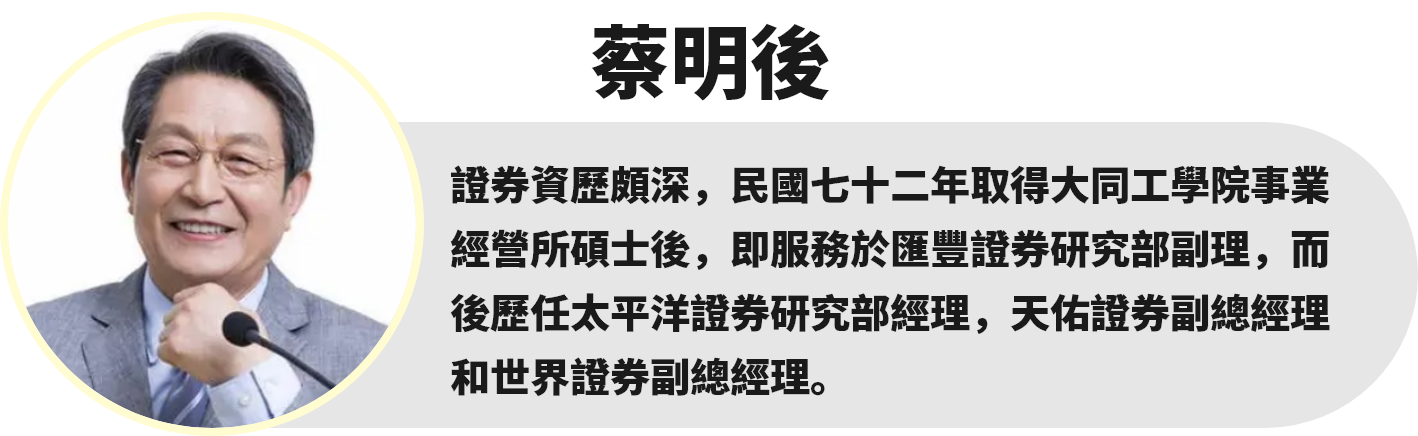 蔡明後
證券資歷頗深，民國七十二年取得大同工學院事業
經營所碩士後，即服務於匯豐證券研究部副理，而
後歷任太平洋證券研究部經理，天佑證券副總經理
和世界證券副總經理。